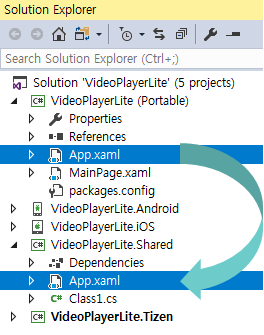 Solution Explorer
Search Solution Explorer (Ctrl+;)
Solution 'VideoPlayerLite' (5 projects)
C# VideoPlayerLite (Portable)
Properties
References
App.xaml
MainPage.xaml
packages.config
VideoPlayerLite.Android
VideoPlayerLite.iOS
C# VideoPlayerLite.Shared
Dependencies
App.xaml
C# Class1.cs
C# VideoPlayerLite.Tizen